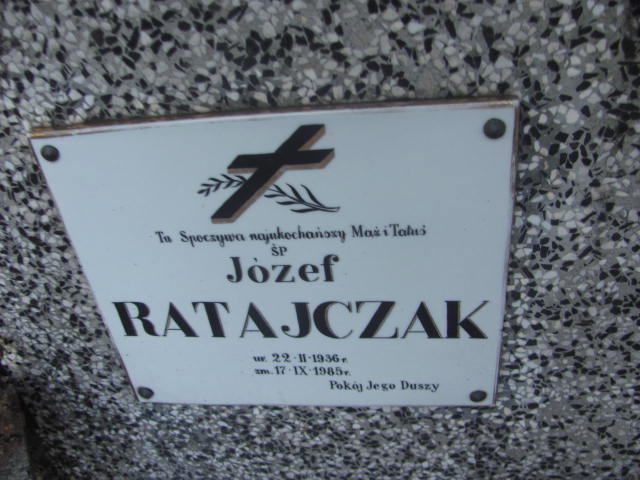 Tu Spoczywa najukochańszy Mąż i Tatuś
ŚP
Józef
RATAJCZAK
ur. 22·II·1936 r.
zm. 17·IX·1985 r.
Pokój Jego Duszy